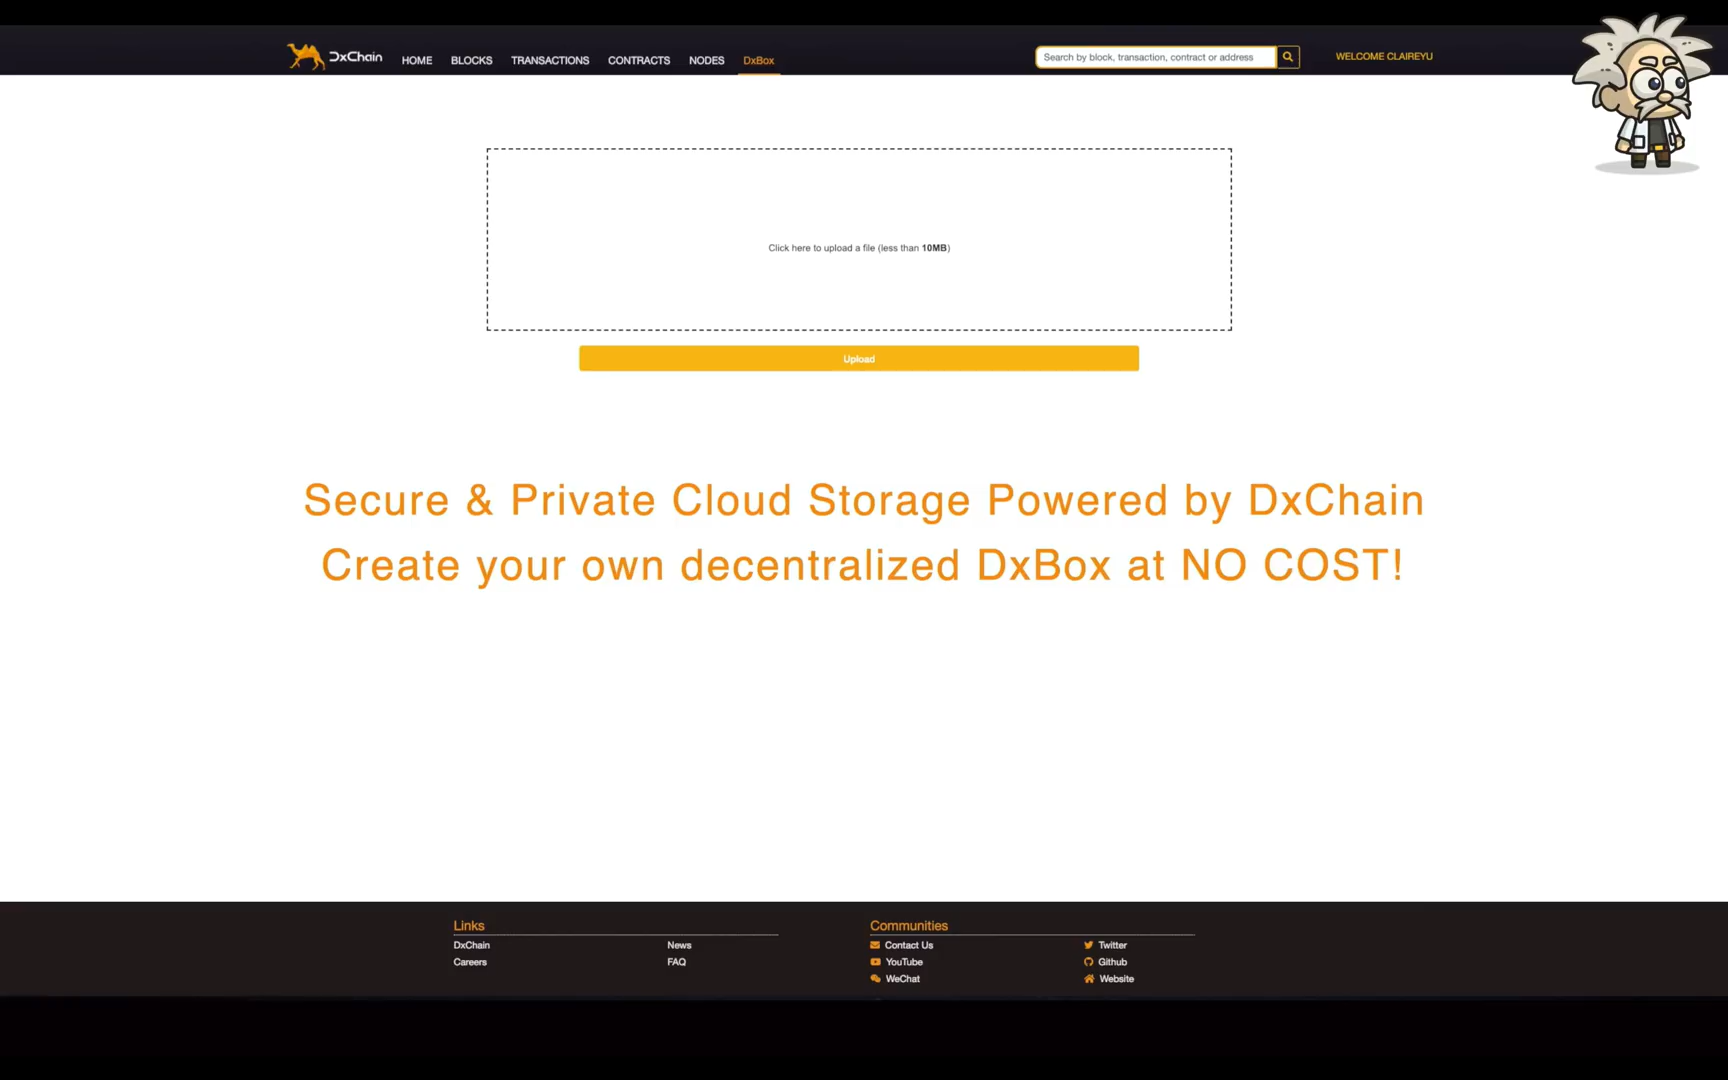 DxChain HOME BLOCKS TRANSACTIONS CONTRACTS NODES DxBox Search by block, transaction, contract or address WELCOME CLAIREYU
Click here to upload a file (less than 10MB)
Upload
Secure & Private Cloud Storage Powered by DxChain
Create your own decentralized DxBox at NO COST!
Links
DxChain News
Careers FAQ
Communities
Contact Us Twitter
YouTube Github
WeChat Website